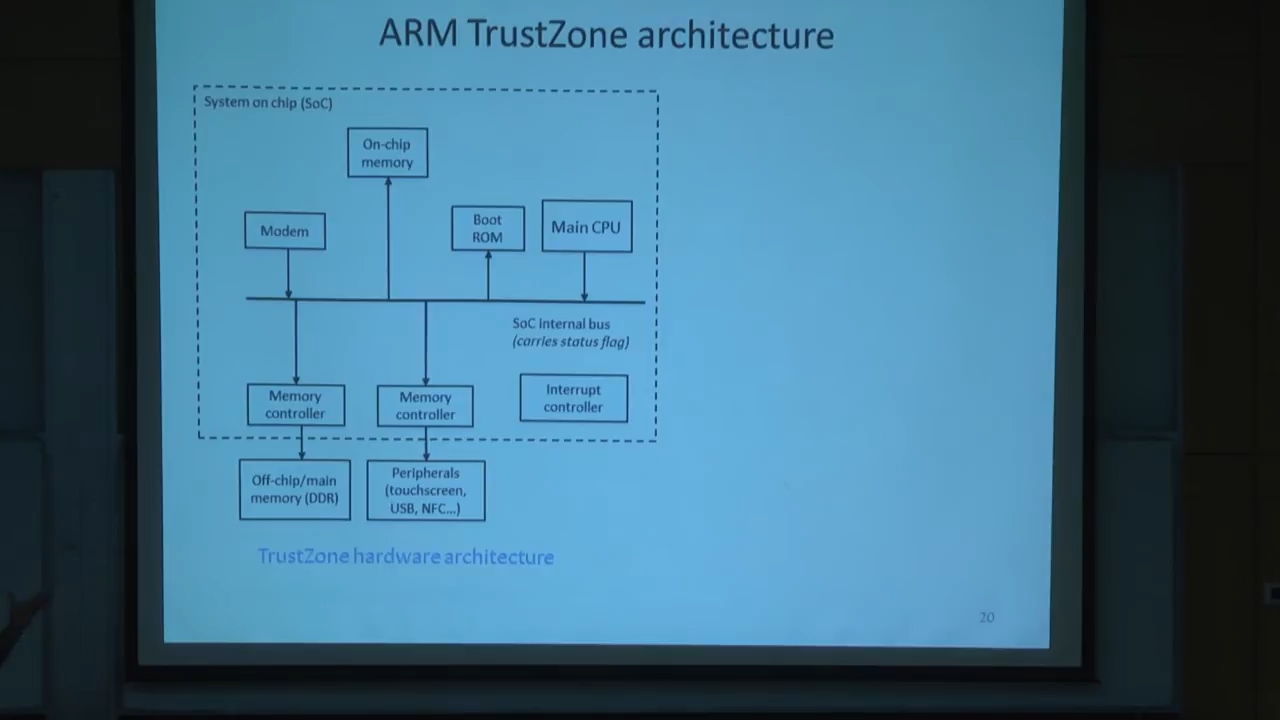 ARM TrustZone architecture
System on chip (SoC)
On-chip
memory
Modem
Boot
ROM
Main CPU
SoC internal bus
(carries status flag)
Memory
controller
Memory
controller
Interrupt
controller
Off-chip/main
memory (DDR)
Peripherals
(touchscreen,
USB, NFC...)
TrustZone hardware architecture
20